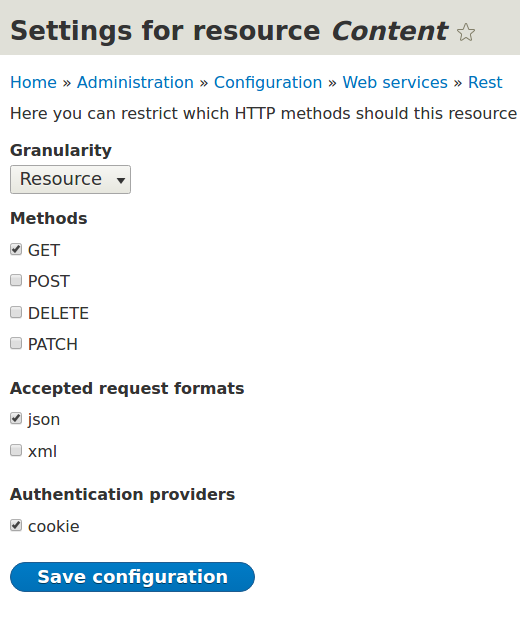 Settings for resource Content
Home » Administration » Configuration » Web services » Rest
Here you can restrict which HTTP methods should this resource
Granularity
Resource
Methods
GET
POST
DELETE
PATCH
Accepted request formats
json
xml
Authentication providers
cookie
Save configuration